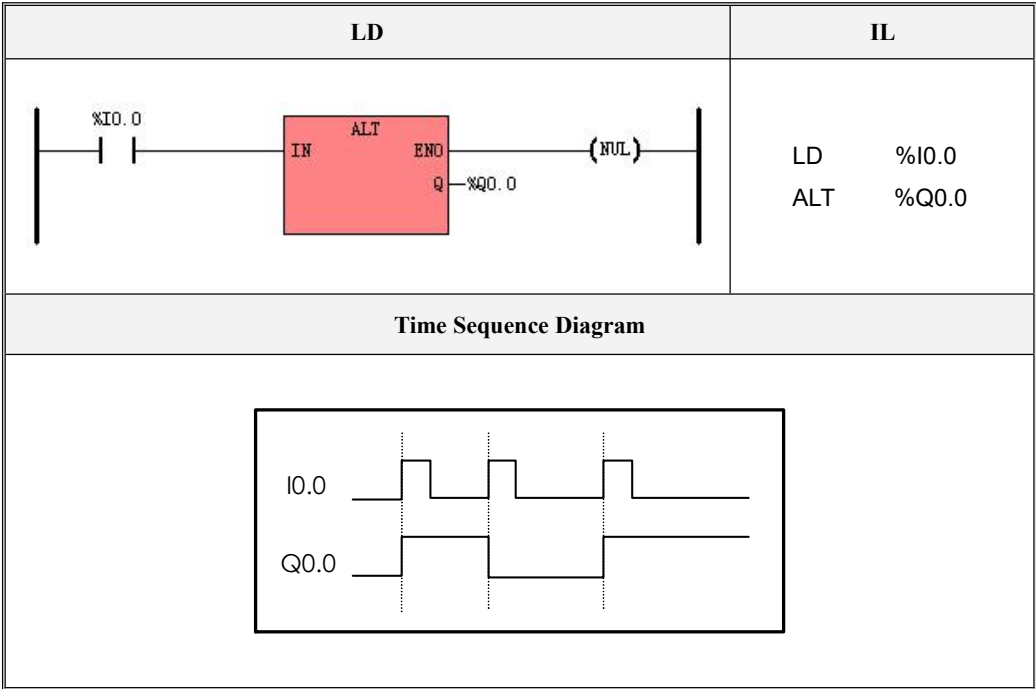 LD
IL
%I0.0
ALT
IN
ENO
(NUL)
Q
%Q0.0
LD %I0.0
ALT %Q0.0
Time Sequence Diagram
I0.0
Q0.0